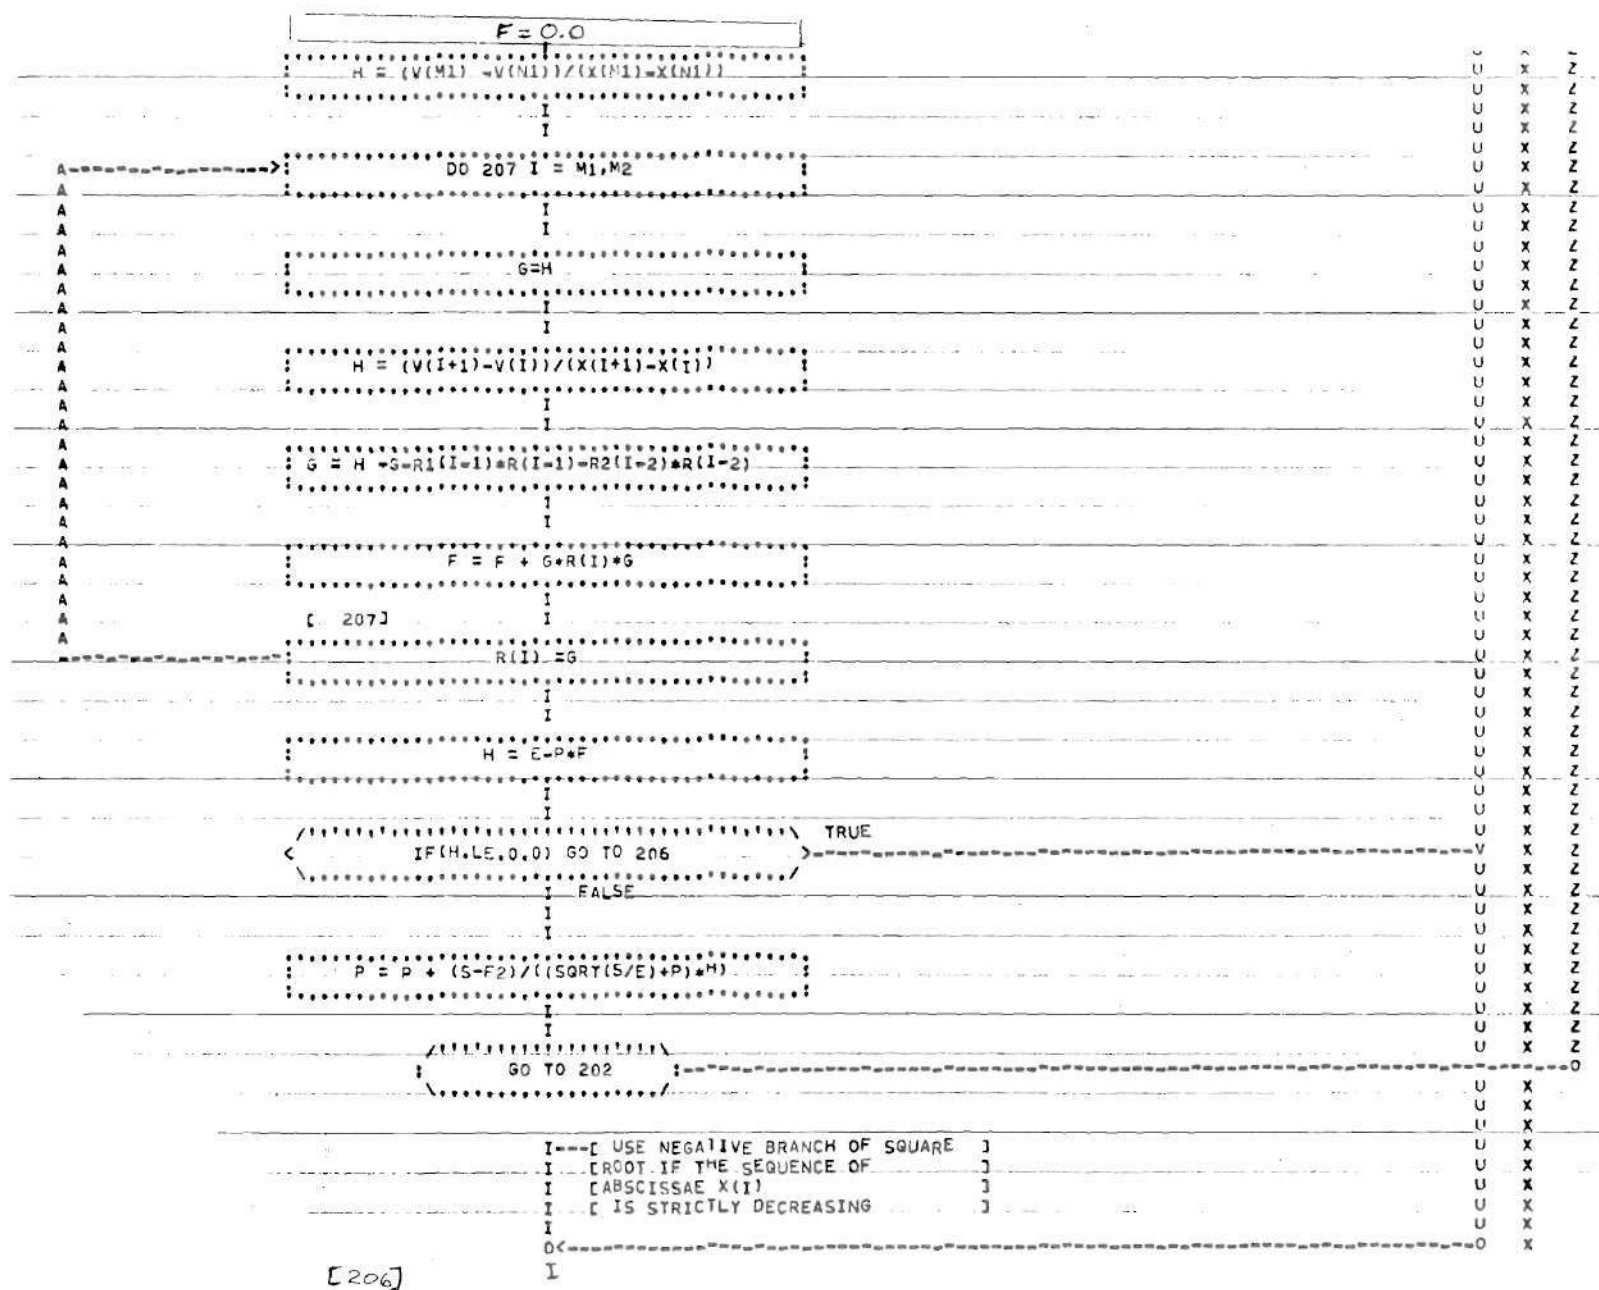 F = 0.0
H = (V(M1) -V(N1))/(X(M1)-X(N1))
DO 207 I = M1,M2
G=H
H = (V(I+1)-V(I))/(X(I+1)-X(I))
G = H -G-R1(I-1)*R(I-1)-R2(I-2)*R(I-2)
F = F + G*R(I)*G
[ 207]
R(I) =G
H = E-P*F
TRUE
IF(H.LE.0.0) GO TO 206
FALSE
P = P + (S-F2)/((SQRT(S/E)+P)*H)
GO TO 202
I---[ USE NEGATIVE BRANCH OF SQUARE ]
I [ROOT IF THE SEQUENCE OF ]
I [ABSCISSAE X(I) ]
I [ IS STRICTLY DECREASING ]
[206]